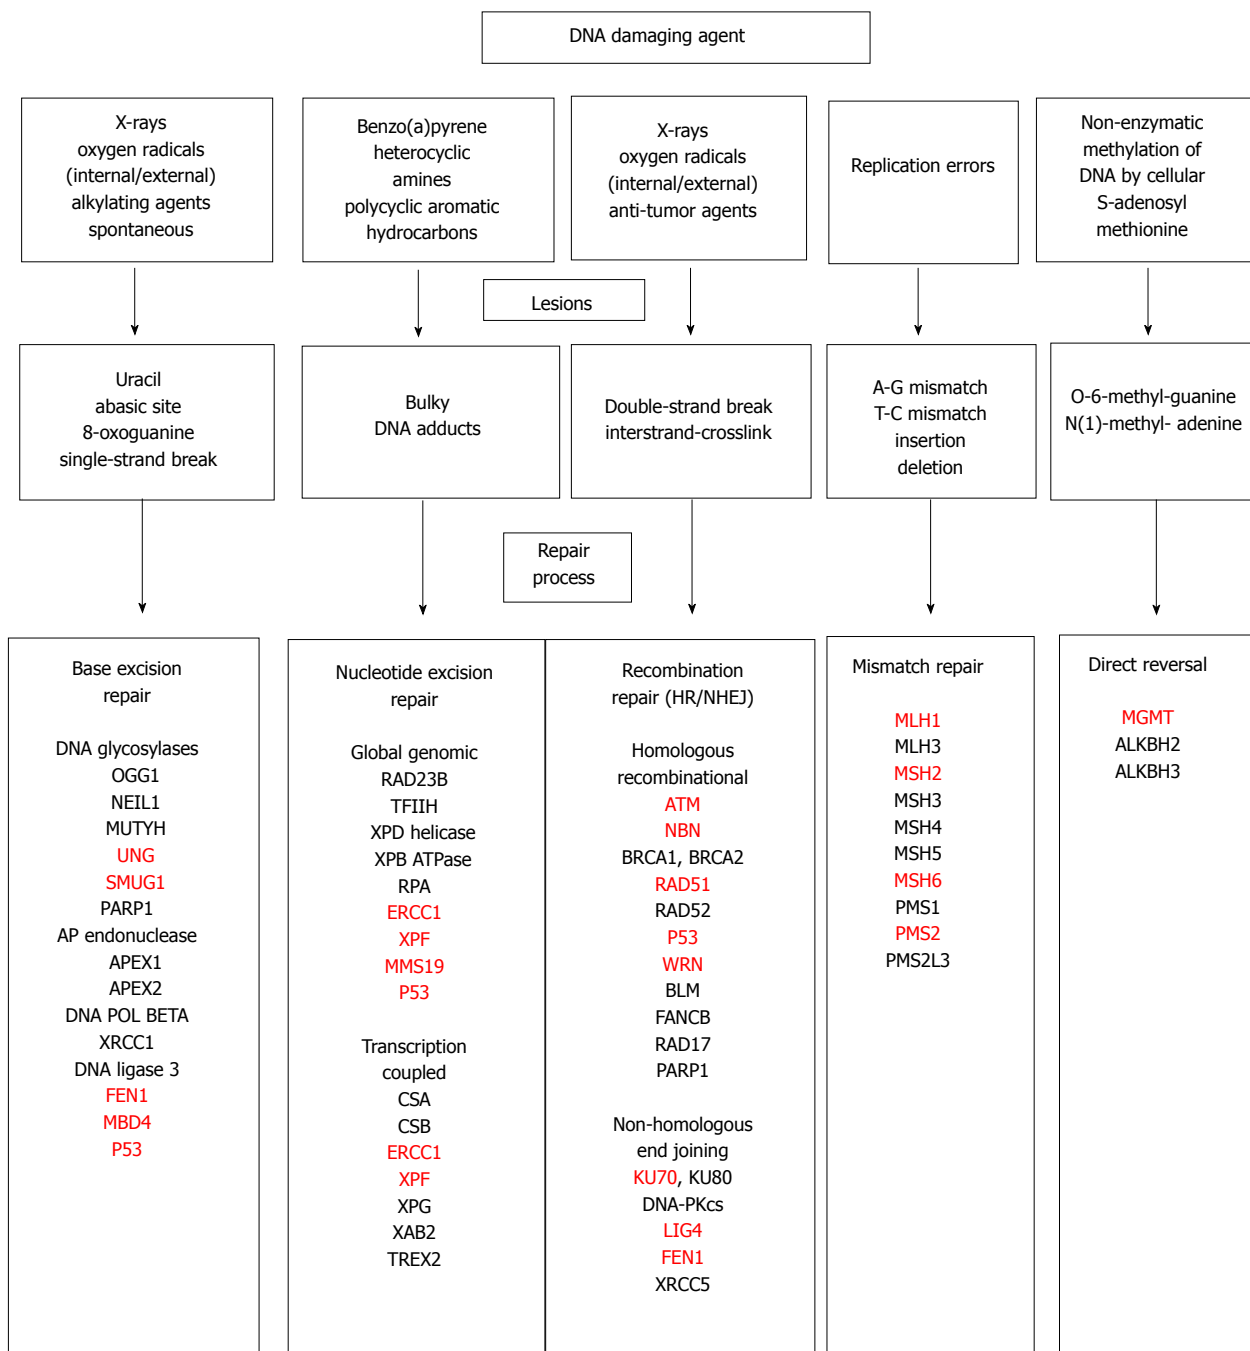 DNA damaging agent
X-rays
oxygen radicals
(internal/external)
alkylating agents
spontaneous
Benzo(a)pyrene
heterocyclic
amines
polycyclic aromatic
hydrocarbons
X-rays
oxygen radicals
(internal/external)
anti-tumor agents
Replication errors
Non-enzymatic
methylation of
DNA by cellular
S-adenosyl
methionine
Lesions
Uracil
abasic site
8-oxoguanine
single-strand break
Bulky
DNA adducts
Double-strand break
interstrand-crosslink
A-G mismatch
T-C mismatch
insertion
deletion
O-6-methyl-guanine
N(1)-methyl- adenine
Repair
process
Base excision
repair
DNA glycosylases
OGG1
NEIL1
MUTYH
UNG
SMUG1
PARP1
AP endonuclease
APEX1
APEX2
DNA POL BETA
XRCC1
DNA ligase 3
FEN1
MBD4
P53
Nucleotide excision
repair
Global genomic
RAD23B
TFIIH
XPD helicase
XPB ATPase
RPA
ERCC1
XPF
MMS19
P53
Transcription
coupled
CSA
CSB
ERCC1
XPF
XPG
XAB2
TREX2
Recombination
repair (HR/NHEJ)
Homologous
recombinational
ATM
NBN
BRCA1, BRCA2
RAD51
RAD52
P53
WRN
BLM
FANCB
RAD17
PARP1
Non-homologous
end joining
KU70, KU80
DNA-PKcs
LIG4
FEN1
XRCC5
Mismatch repair
MLH1
MLH3
MSH2
MSH3
MSH4
MSH5
MSH6
PMS1
PMS2
PMS2L3
Direct reversal
MGMT
ALKBH2
ALKBH3